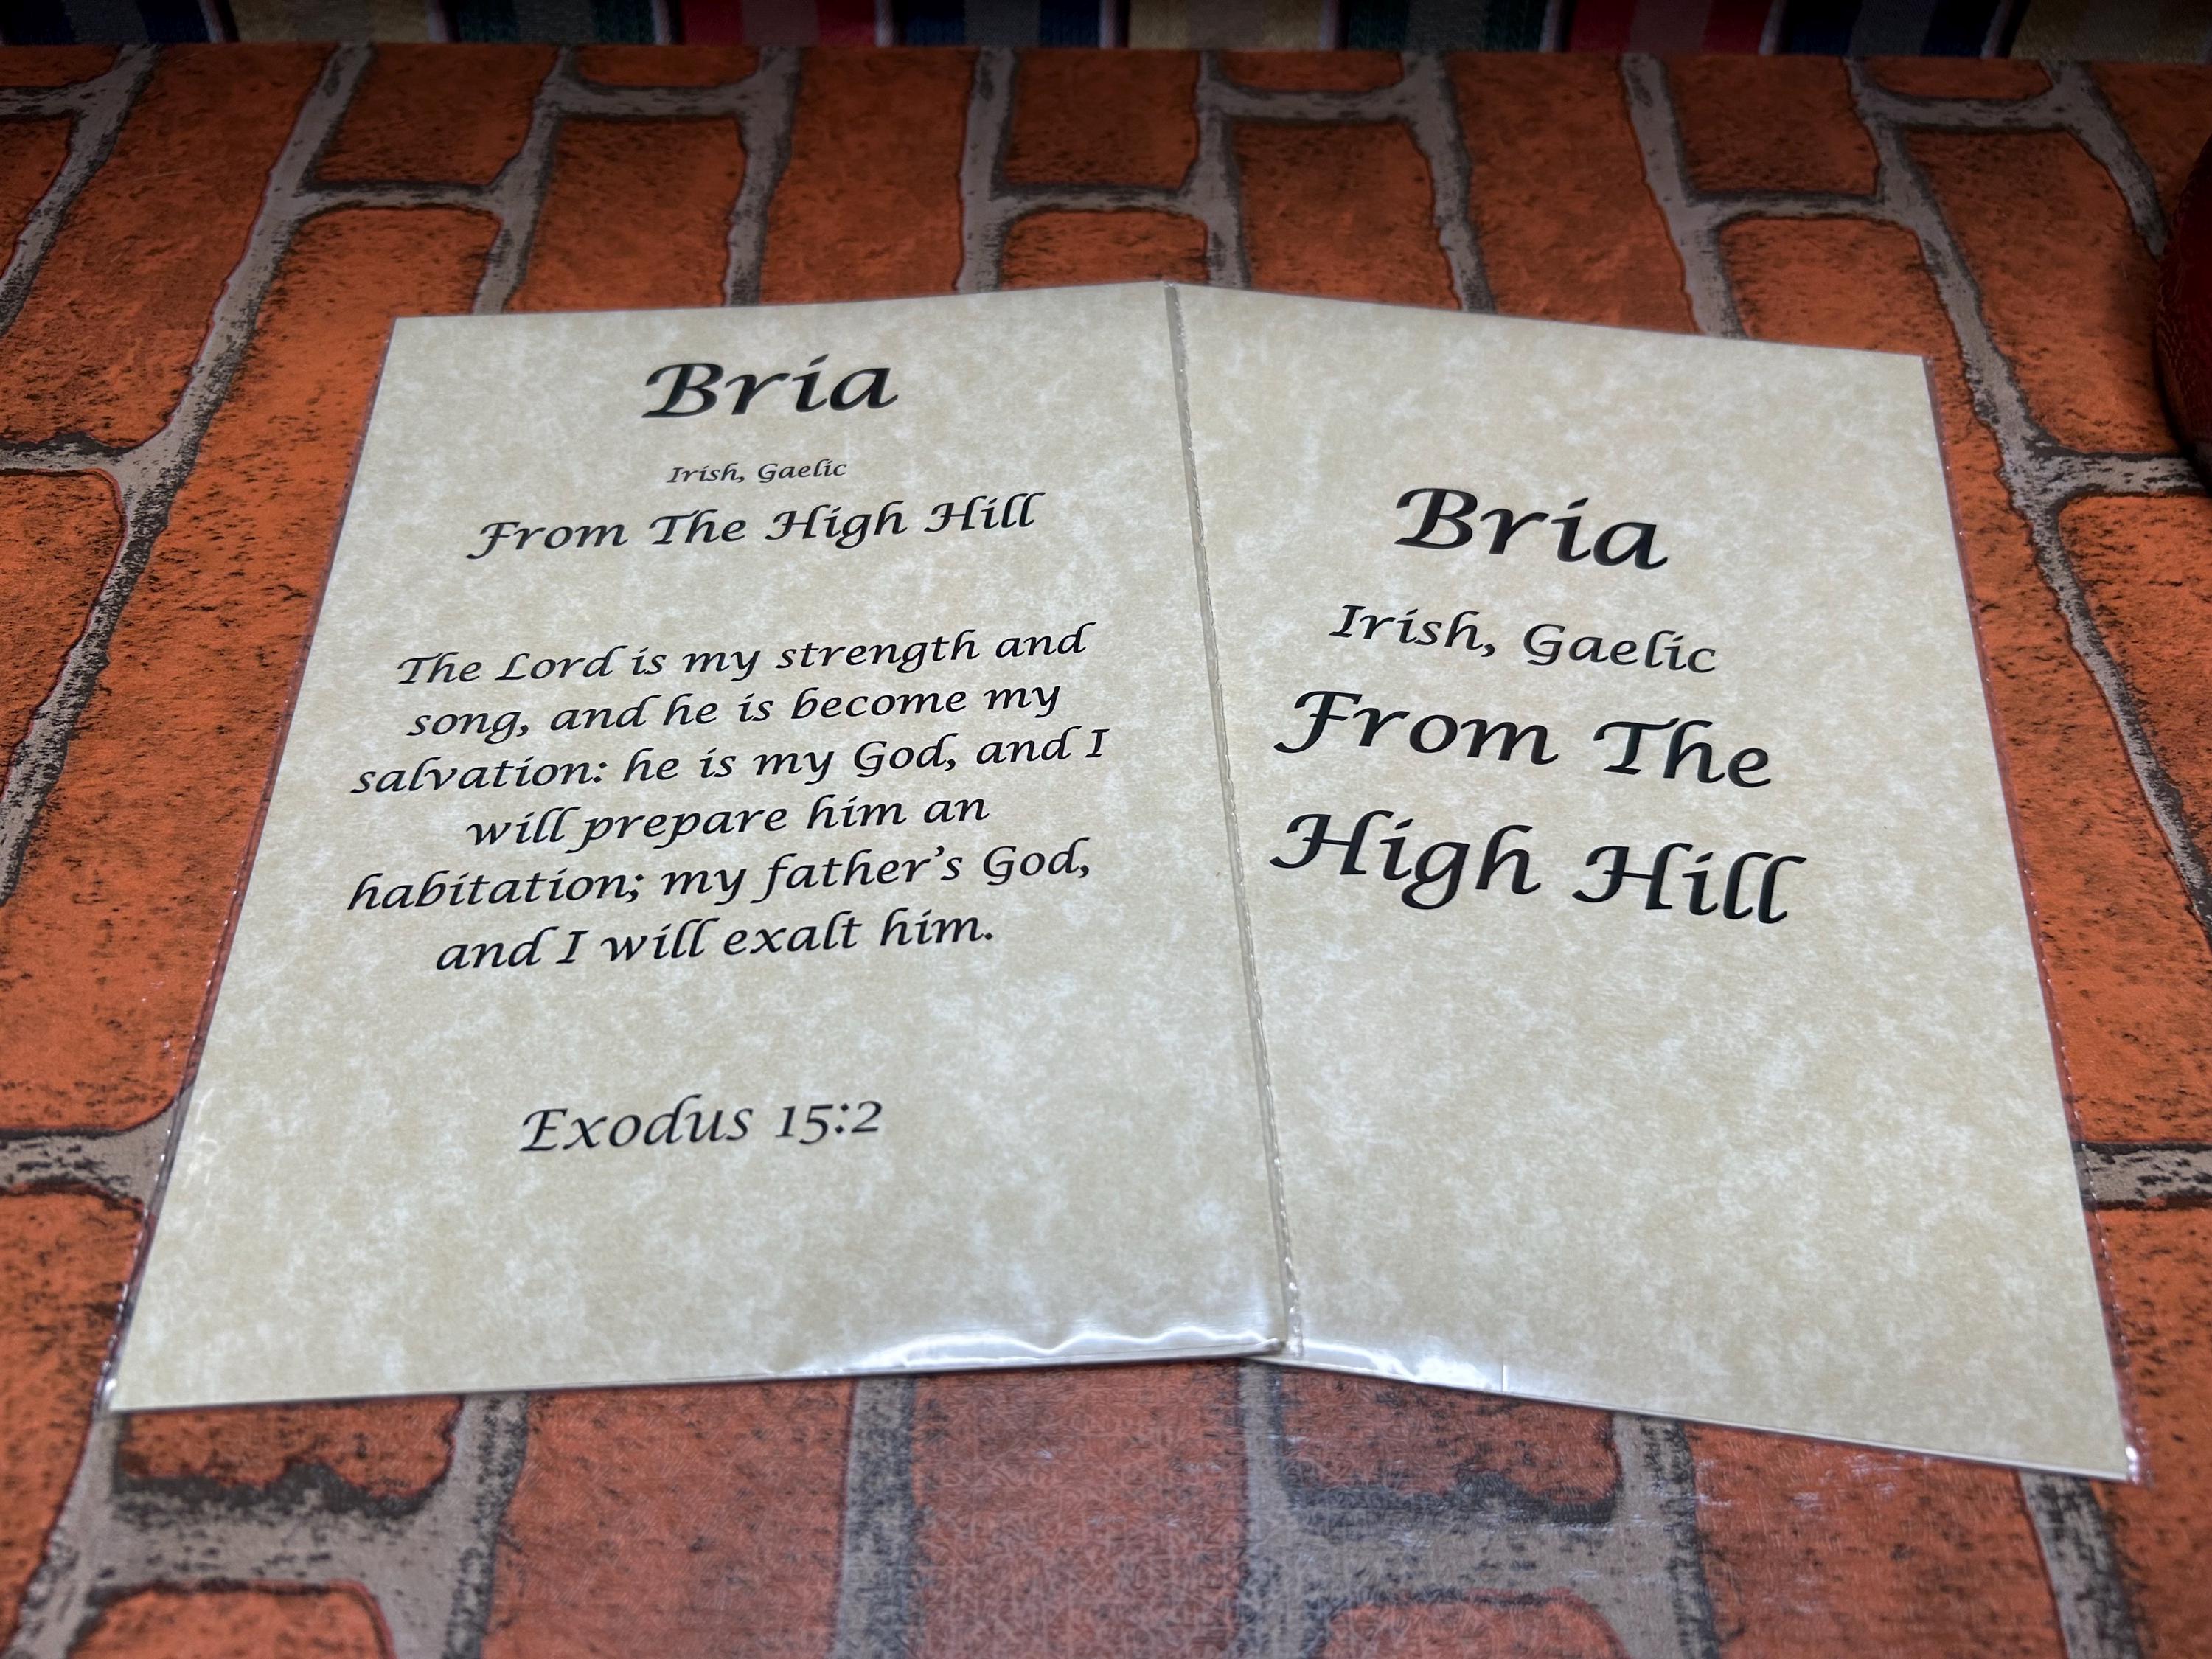 Bria
Irish, Gaelic
From The High Hill
The Lord is my strength and
song, and he is become my
salvation: he is my God, and I
will prepare him an
habitation; my father's God,
and I will exalt him.
Exodus 15:2
Bria
Irish, Gaelic
From The
High Hill